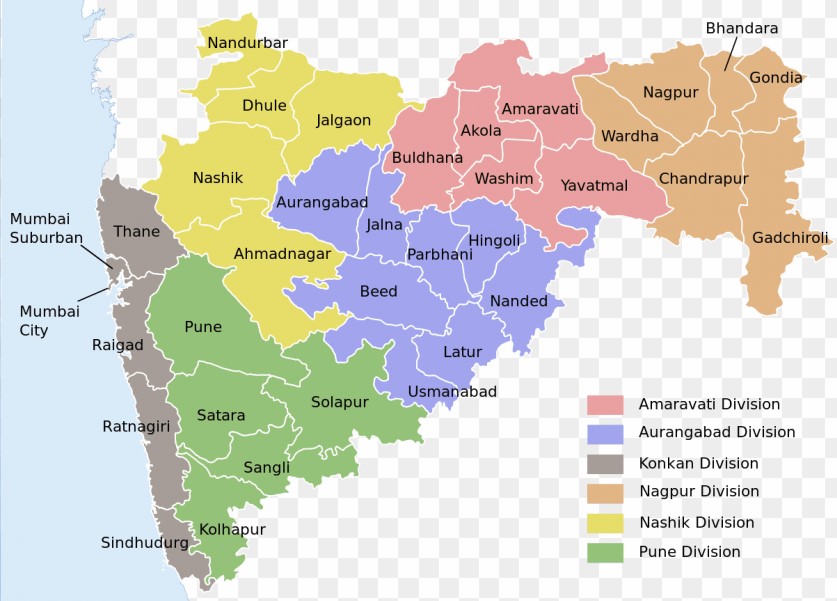 Bhandara
Nandurbar
Gondia
Nagpur
Dhule
Jalgaon
Amaravati
Akola
Wardha
Buldhana
Nashik
Washim
Yavatmal
Chandrapur
Aurangabad
Mumbai
Suburban
Thane
Jalna
Hingoli
Gadchiroli
Ahmadnagar
Parbhani
Beed
Nanded
Mumbai
City
Pune
Raigad
Latur
Usmanabad
Solapur
Satara
Ratnagiri
Sangli
Kolhapur
Sindhudurg
Amaravati Division
Aurangabad Division
Konkan Division
Nagpur Division
Nashik Division
Pune Division